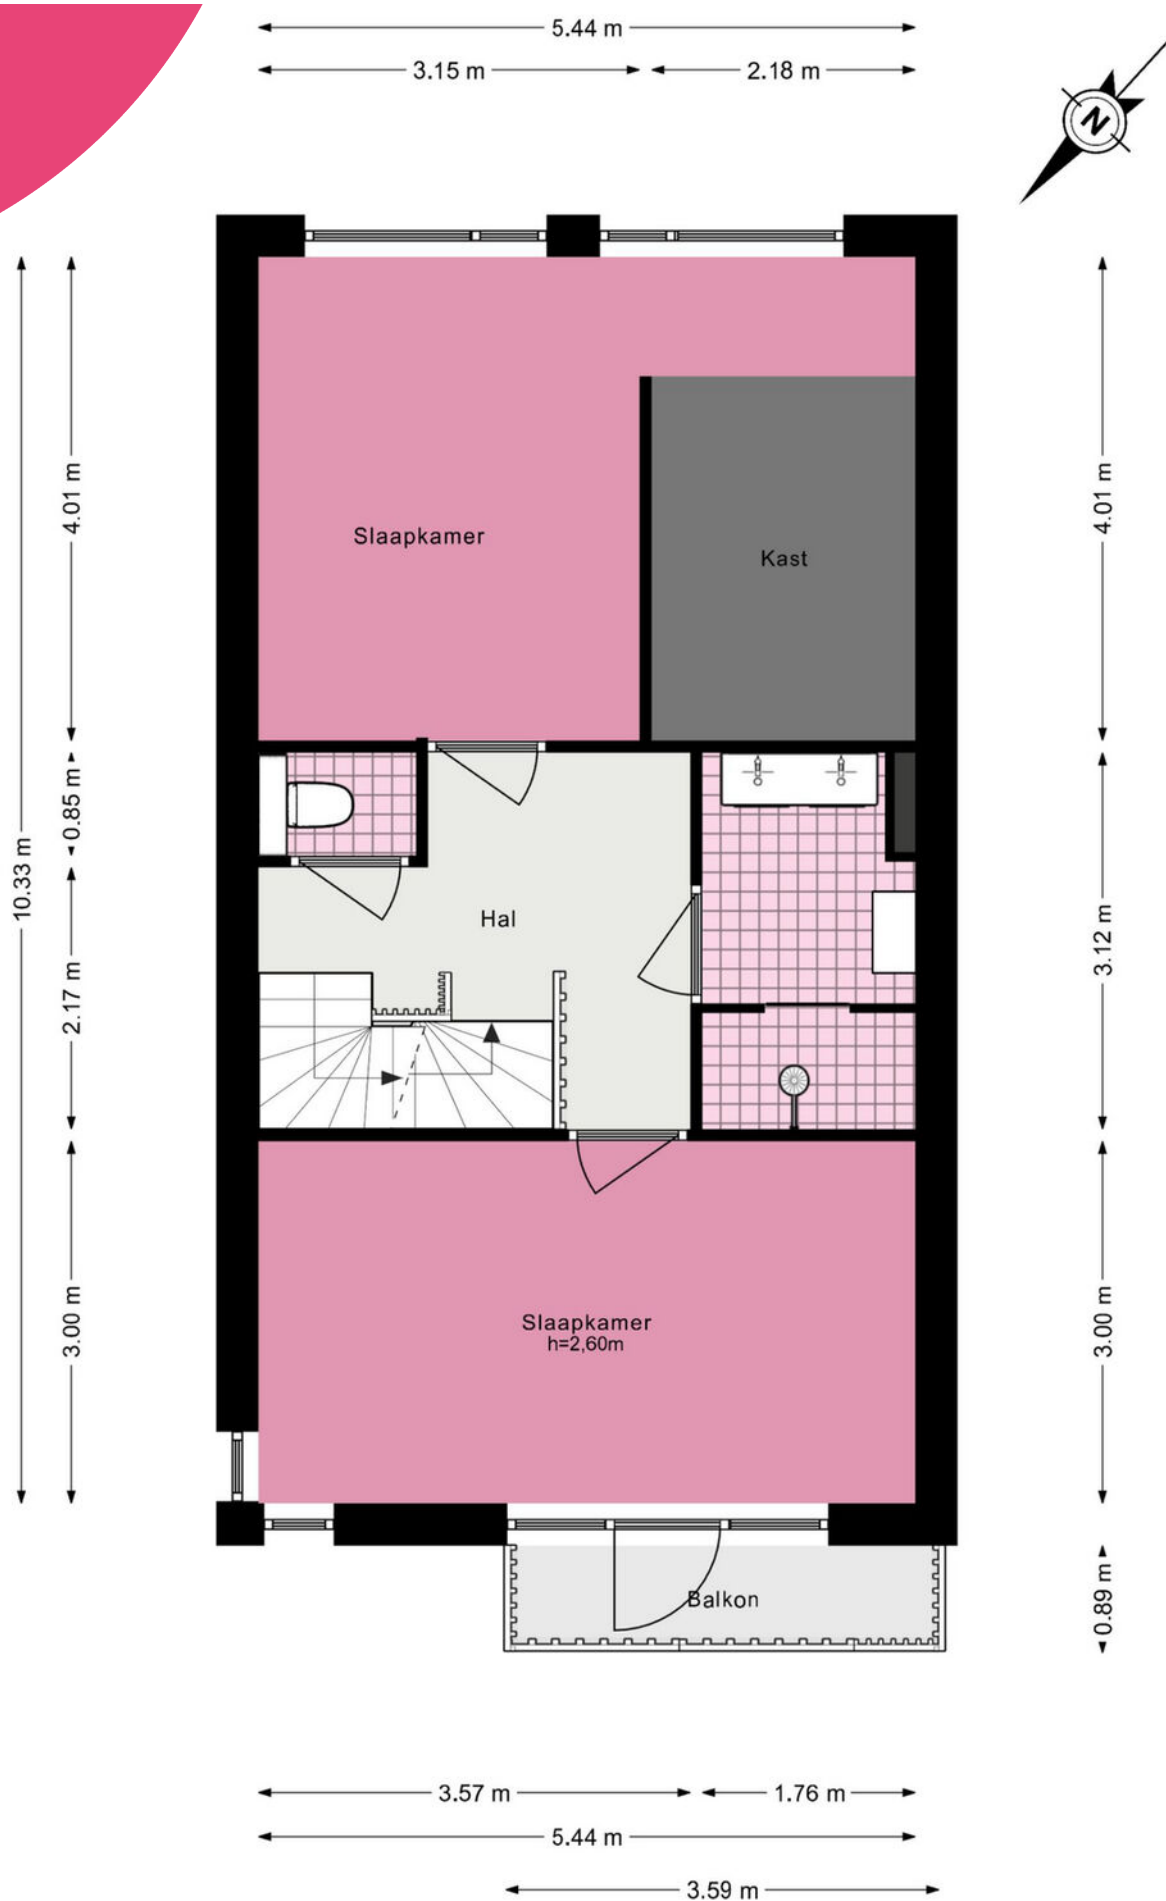 5.44 m
3.15 m
2.18 m
N
4.01 m
4.01 m
Slaapkamer
Kast
0.85 m
10.33 m
Hal
3.12 m
2.17 m
3.00 m
3.00 m
Slaapkamer
h=2,60m
Balkon
0.89 m
3.57 m
1.76 m
5.44 m
3.59 m